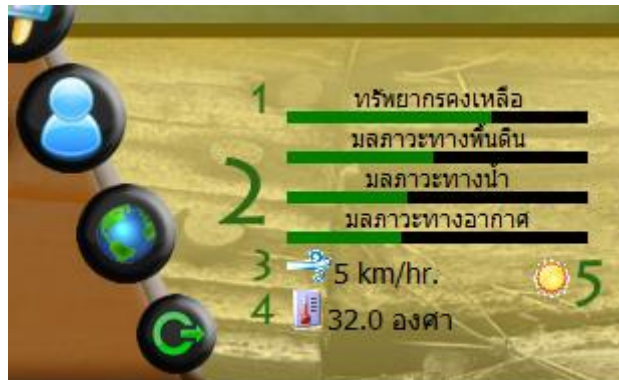 1 ทรัพยากรคงเหลือ
มลภาวะทางพื้นดิน
2 มลภาวะทางน้ำ
มลภาวะทางอากาศ
3 5 km/hr. 5
4 32.0 องศา